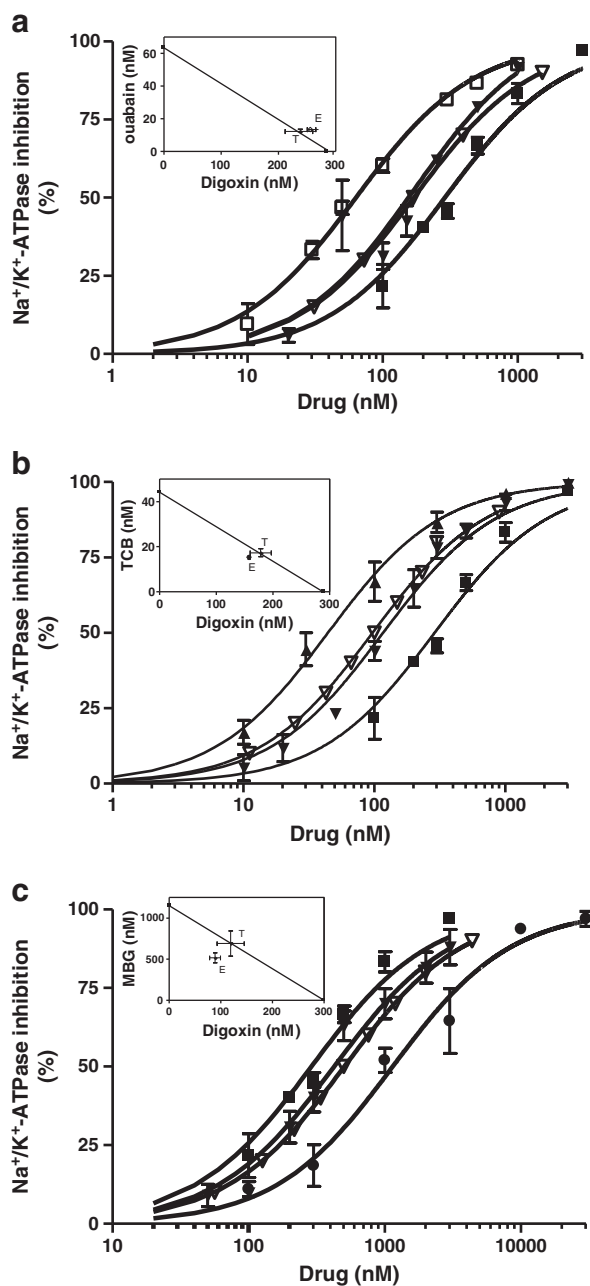 a
Na⁺/K⁺-ATPase inhibition
(%)
100
75
50
25
0
1
10
100
1000
Drug (nM)
ouabain (nM)
80
60
40
20
0
0
100
200
300
Digoxin (nM)
E
T
b
Na⁺/K⁺-ATPase inhibition
(%)
100
75
50
25
0
1
10
100
1000
Drug (nM)
TCB (nM)
40
20
0
0
100
200
300
Digoxin (nM)
T
E
c
Na⁺/K⁺-ATPase inhibition
(%)
100
75
50
25
0
10
100
1000
10000
Drug (nM)
MBG (nM)
1000
500
0
0
100
200
300
Digoxin (nM)
T
E